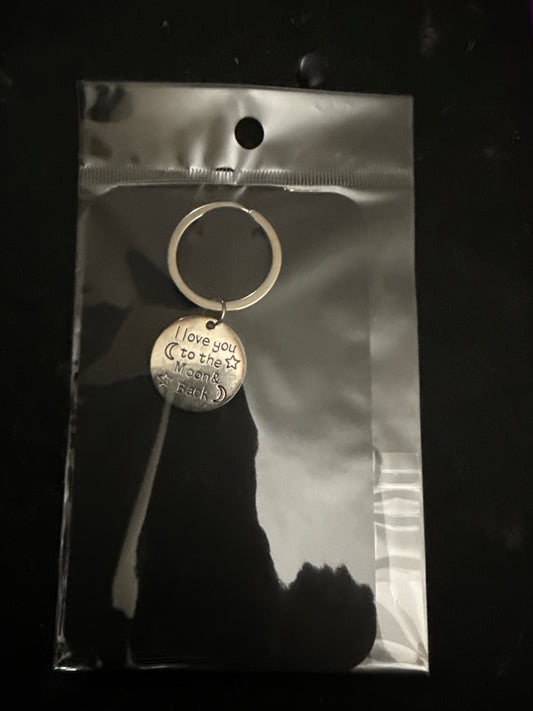 I love you
to the
Moon&
Back